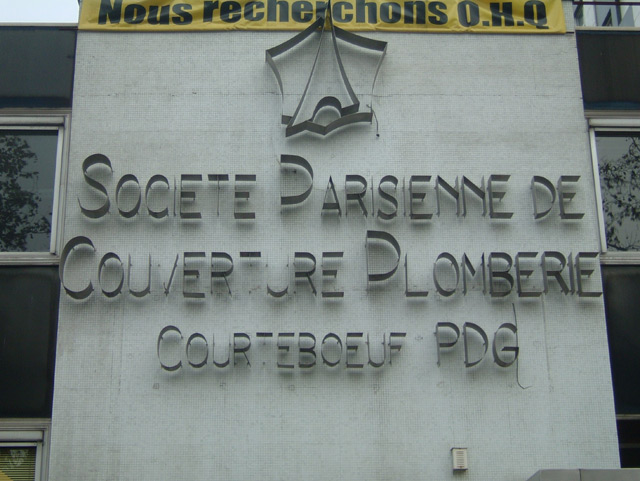 Nous recherchons O.H.Q
SOCIETE PARISIENNE DE
COUVERTURE PLOMBERIE
COURTEBOEUF PDG